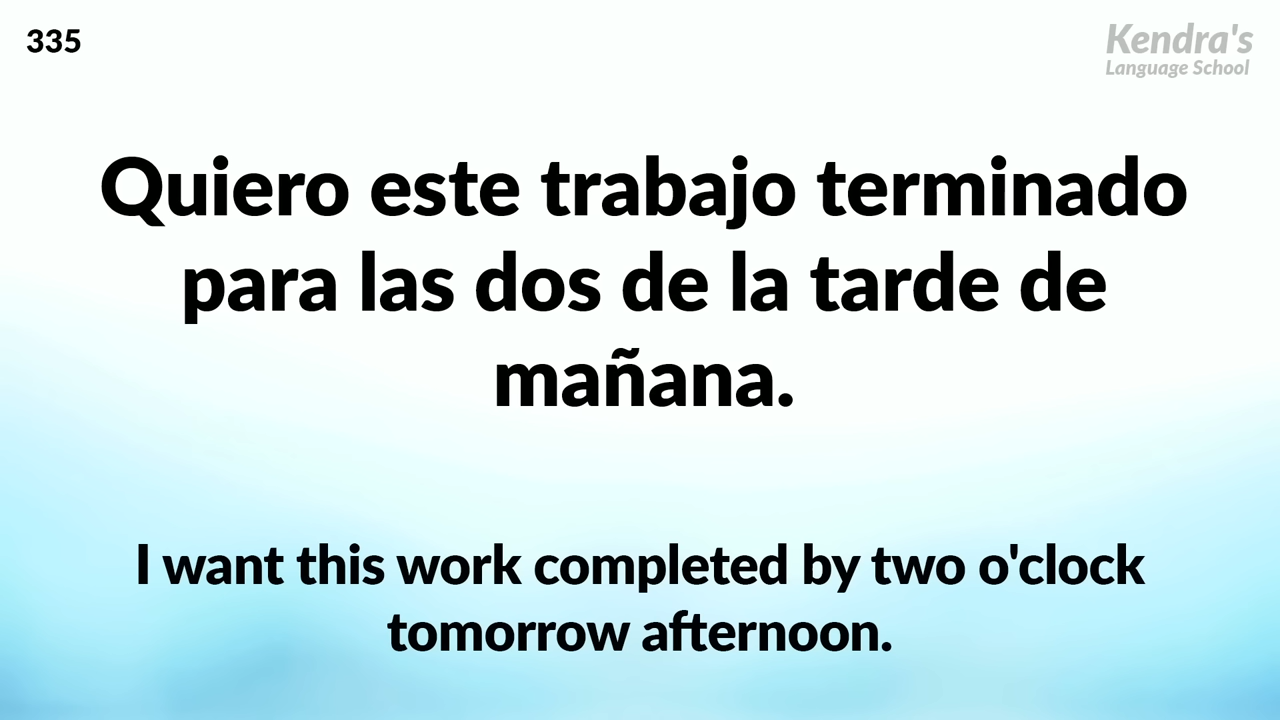 335
Kendra's
Language School
Quiero este trabajo terminado
para las dos de la tarde de
mañana.
I want this work completed by two o'clock
tomorrow afternoon.